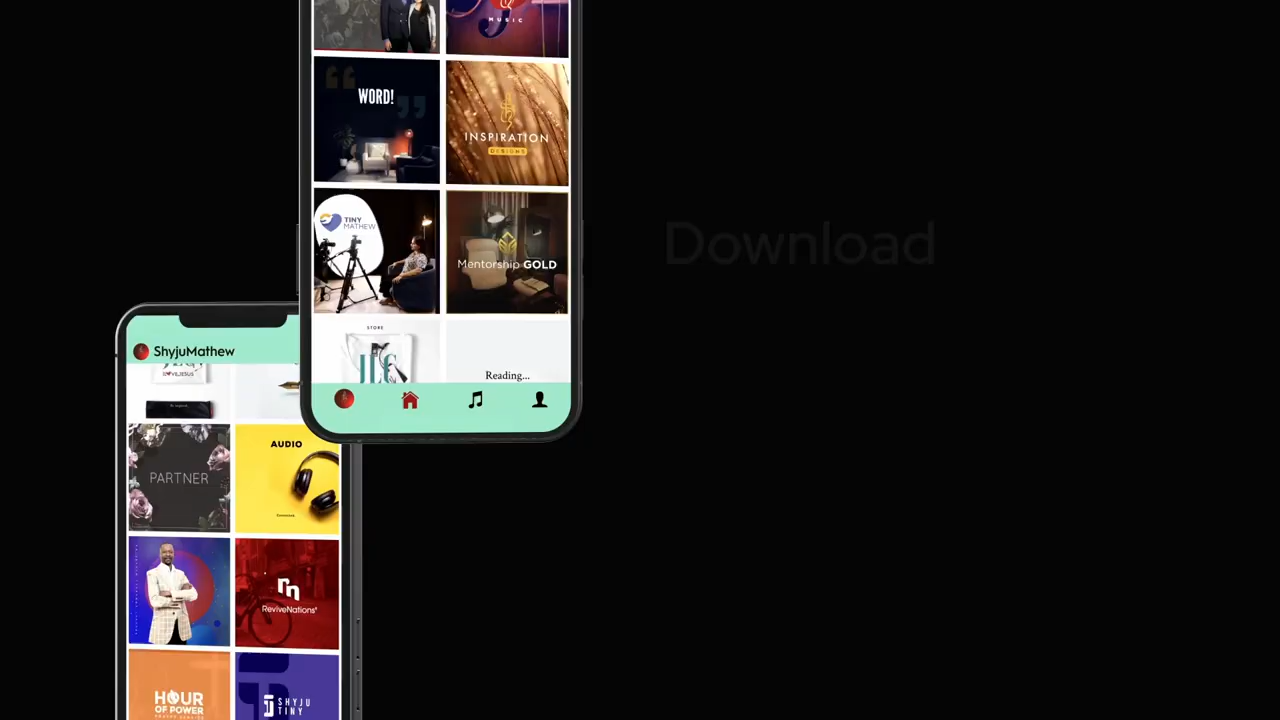 MUSIC
WORD!
INSPIRATION
DESIGNS
TINY
MATHEW
Mentorship GOLD
STORE
Reading...
Download
ShyjuMathew
PARTNER
AUDIO
ReviveNations
HOUR
OF POWER
SHYJU
TINY